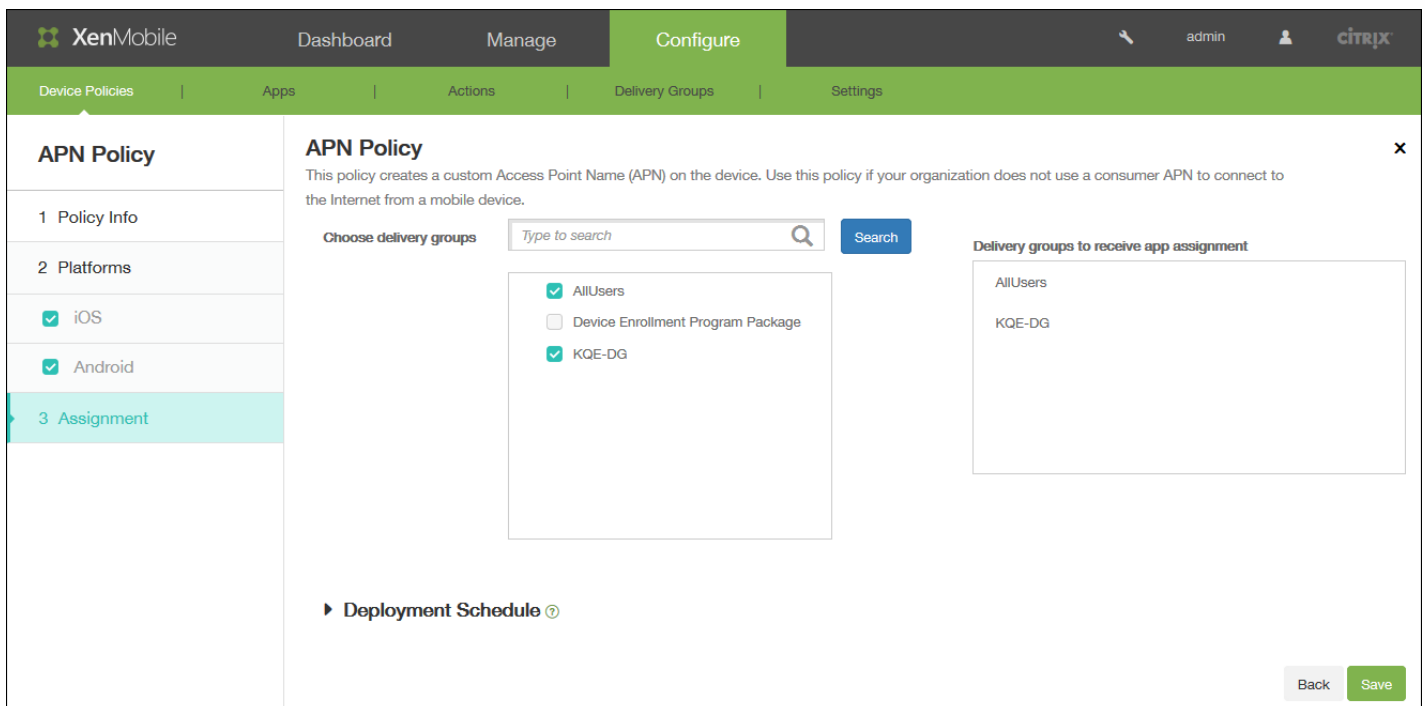 XenMobile Dashboard Manage Configure admin CİTRIX
Device Policies | Apps | Actions | Delivery Groups | Settings
APN Policy
1 Policy Info
2 Platforms
iOS
Android
3 Assignment
APN Policy
This policy creates a custom Access Point Name (APN) on the device. Use this policy if your organization does not use a consumer APN to connect to
the Internet from a mobile device.
Choose delivery groups Type to search Search
AllUsers
Device Enrollment Program Package
KQE-DG
Delivery groups to receive app assignment
AllUsers
KQE-DG
Deployment Schedule ?
Back Save